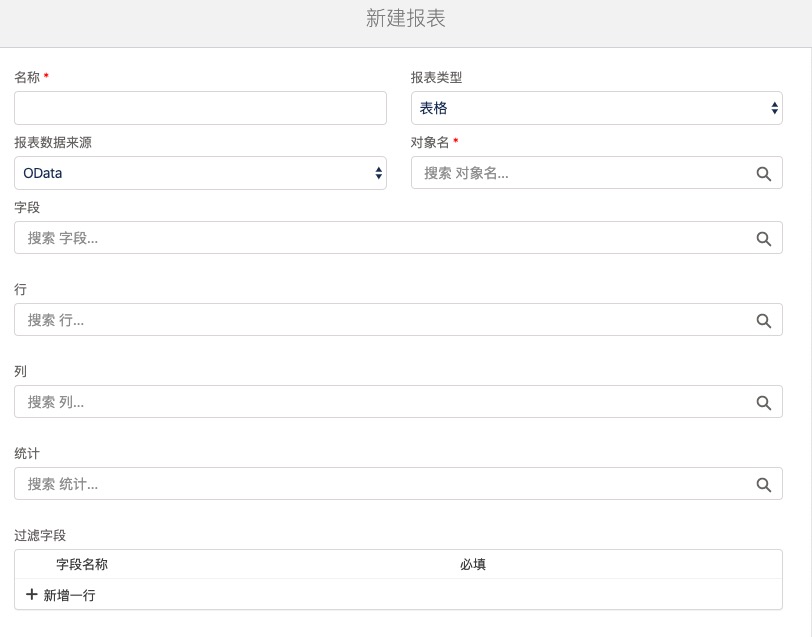 新建报表
名称 *
报表类型
表格
报表数据来源
对象名 *
OData
搜索 对象名...
字段
搜索 字段...
行
搜索 行...
列
搜索 列...
统计
搜索 统计...
过滤字段
字段名称
必填
新增一行